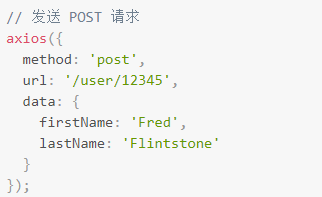 // 发送 POST 请求
axios({
  method: 'post',
  url: '/user/12345',
  data: {
    firstName: 'Fred',
    lastName: 'Flintstone'
  }
});